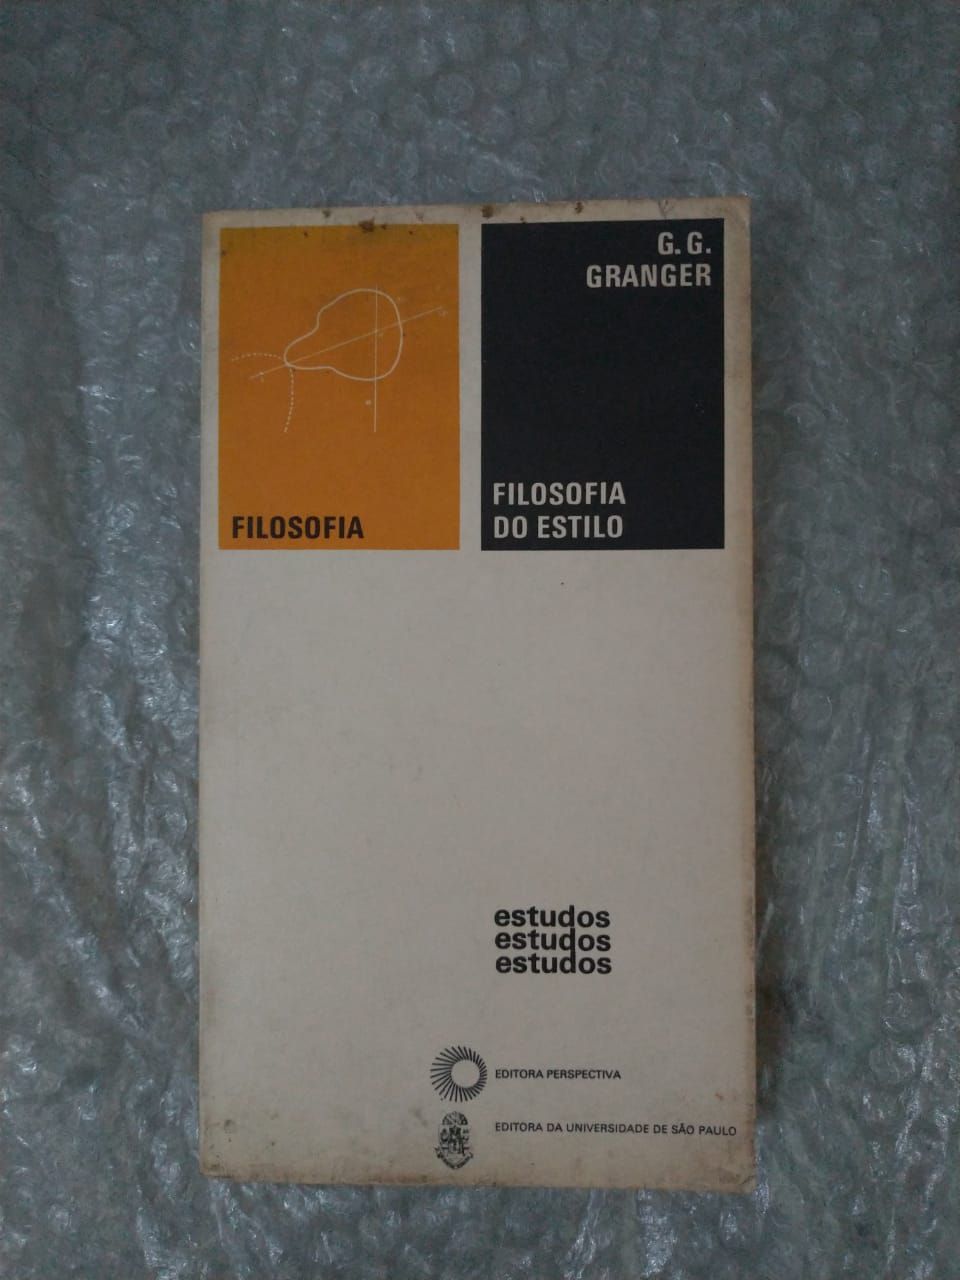 G. G.
GRANGER
FILOSOFIA
FILOSOFIA
DO ESTILO
estudos
estudos
estudos
EDITORA PERSPECTIVA
EDITORA DA UNIVERSIDADE DE SÃO PAULO